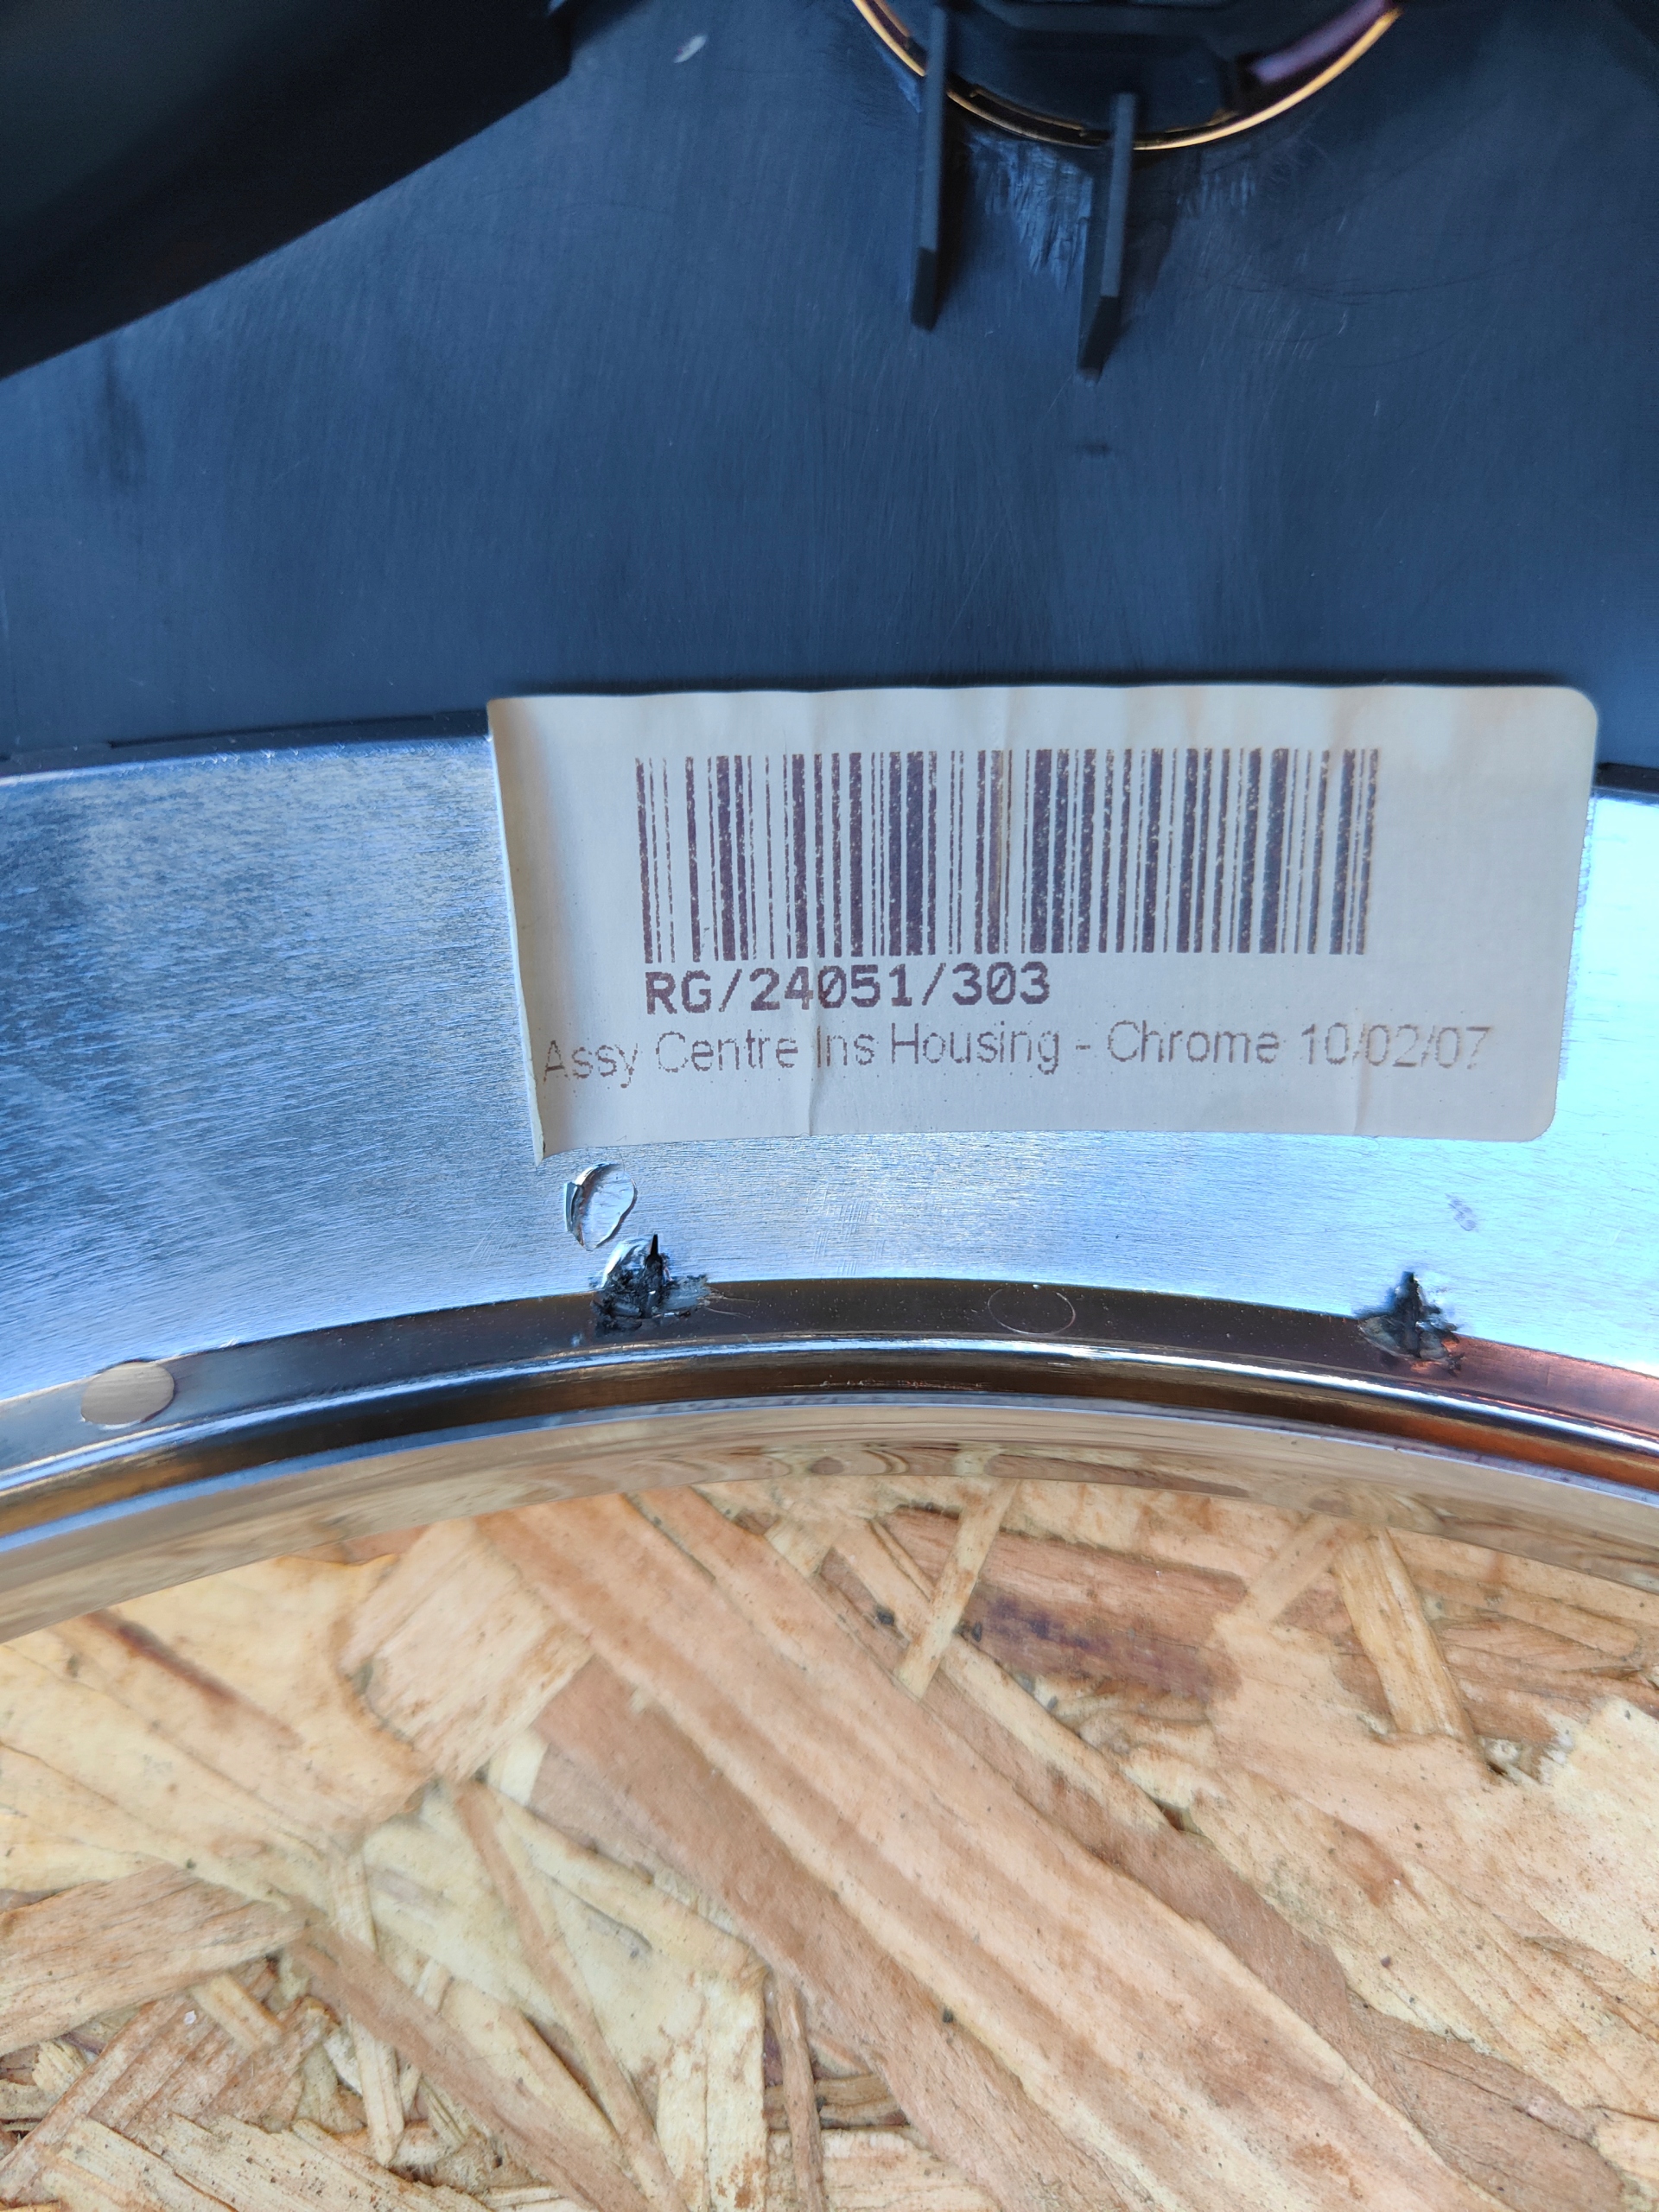 RG/24051/303
Assy Centre Ins Housing - Chrome 10/02/07